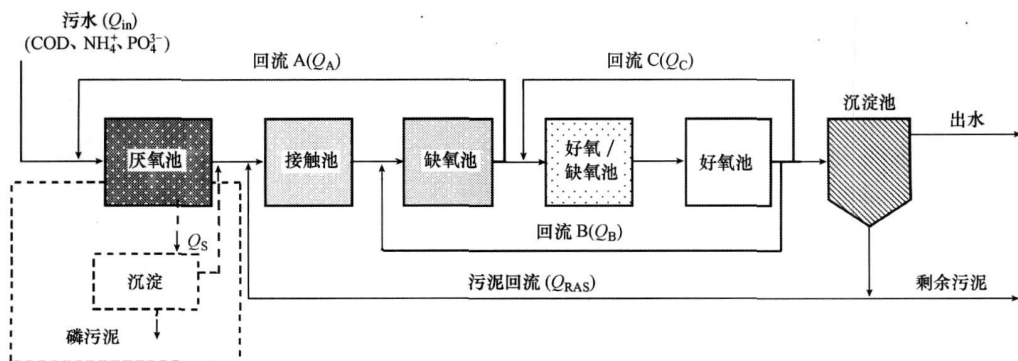 污水 (Q_in)
(COD、NH₄⁺、PO₄³⁻)
回流 A(Q_A)
回流 C(Q_C)
沉淀池
出水
厌氧池
接触池
缺氧池
好氧 /
缺氧池
好氧池
Q_S
回流 B(Q_B)
沉淀
污泥回流 (Q_RAS)
剩余污泥
磷污泥